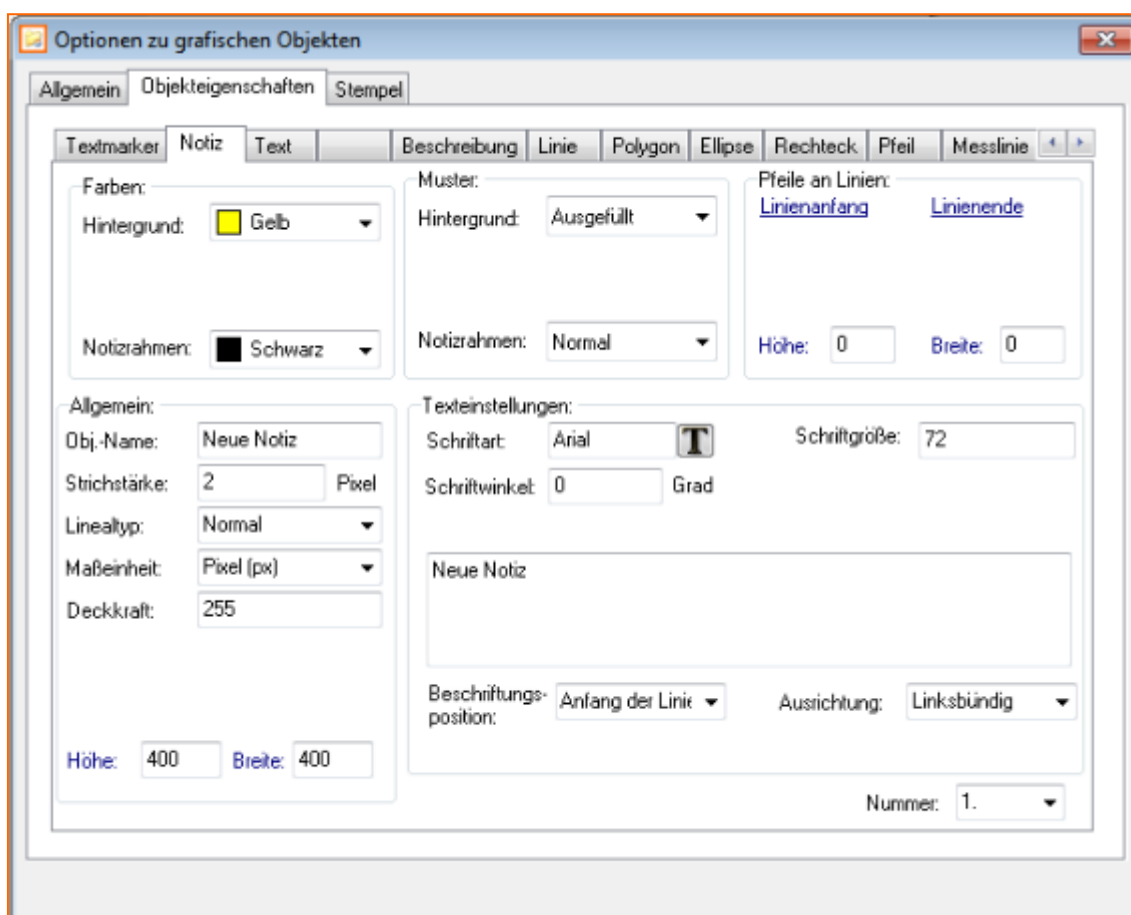 Optionen zu grafischen Objekten
Allgemein Objekteigenschaften Stempel
Textmarker Notiz Text Beschreibung Linie Polygon Ellipse Rechteck Pfeil Messlinie
Farben:
Hintergrund: Gelb
Notizrahmen: Schwarz
Muster:
Hintergrund: Ausgefüllt
Notizrahmen: Normal
Pfeile an Linien:
Linienanfang Linienende
Höhe: 0 Breite: 0
Allgemein:
Obj.-Name: Neue Notiz
Strichstärke: 2 Pixel
Linealtyp: Normal
Maßeinheit: Pixel (px)
Deckkraft: 255
Höhe: 400 Breite: 400
Texteinstellungen:
Schriftart: Arial T Schriftgröße: 72
Schriftwinkel: 0 Grad
Neue Notiz
Beschriftungs-
position: Anfang der Linie Ausrichtung: Linksbündig
Nummer: 1.